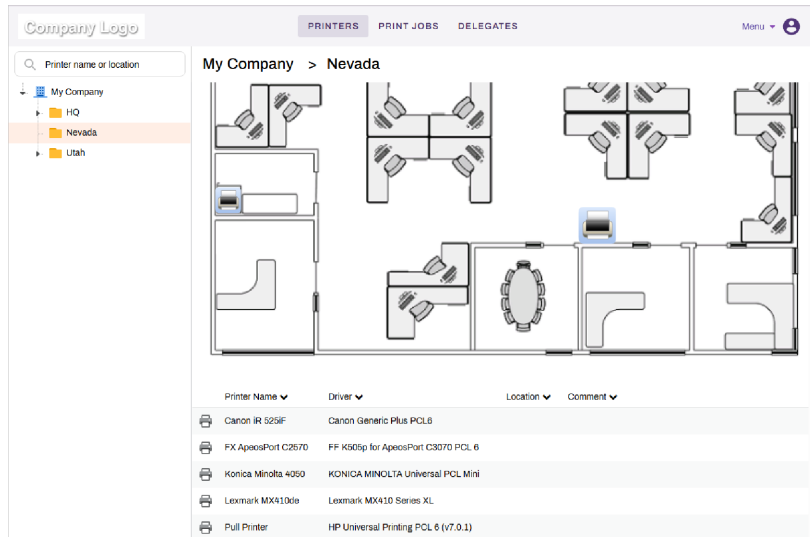 Company Logo
PRINTERS PRINT JOBS DELEGATES
Menu
Printer name or location
My Company
HQ
Nevada
Utah
My Company > Nevada
Printer Name Driver Location Comment
Canon iR 525iF Canon Generic Plus PCL6
FX ApeosPort C2570 FF K505p for ApeosPort C3070 PCL 6
Konica Minolta 4050 KONICA MINOLTA Universal PCL Mini
Lexmark MX410de Lexmark MX410 Series XL
Pull Printer HP Universal Printing PCL 6 (v7.0.1)